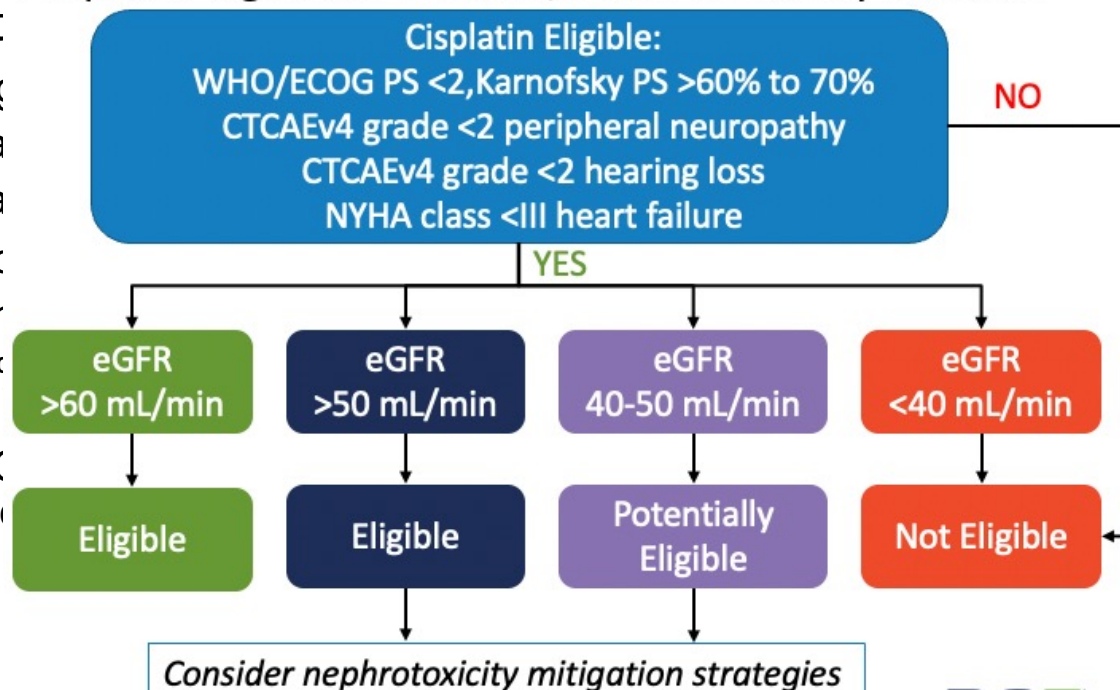 Cisplatin Eligible:
WHO/ECOG PS <2,Karnofsky PS >60% to 70%
CTCAEv4 grade <2 peripheral neuropathy
CTCAEv4 grade <2 hearing loss
NYHA class <III heart failure
NO
YES
eGFR
>60 mL/min
eGFR
>50 mL/min
eGFR
40-50 mL/min
eGFR
<40 mL/min
Eligible
Eligible
Potentially
Eligible
Not Eligible
Consider nephrotoxicity mitigation strategies